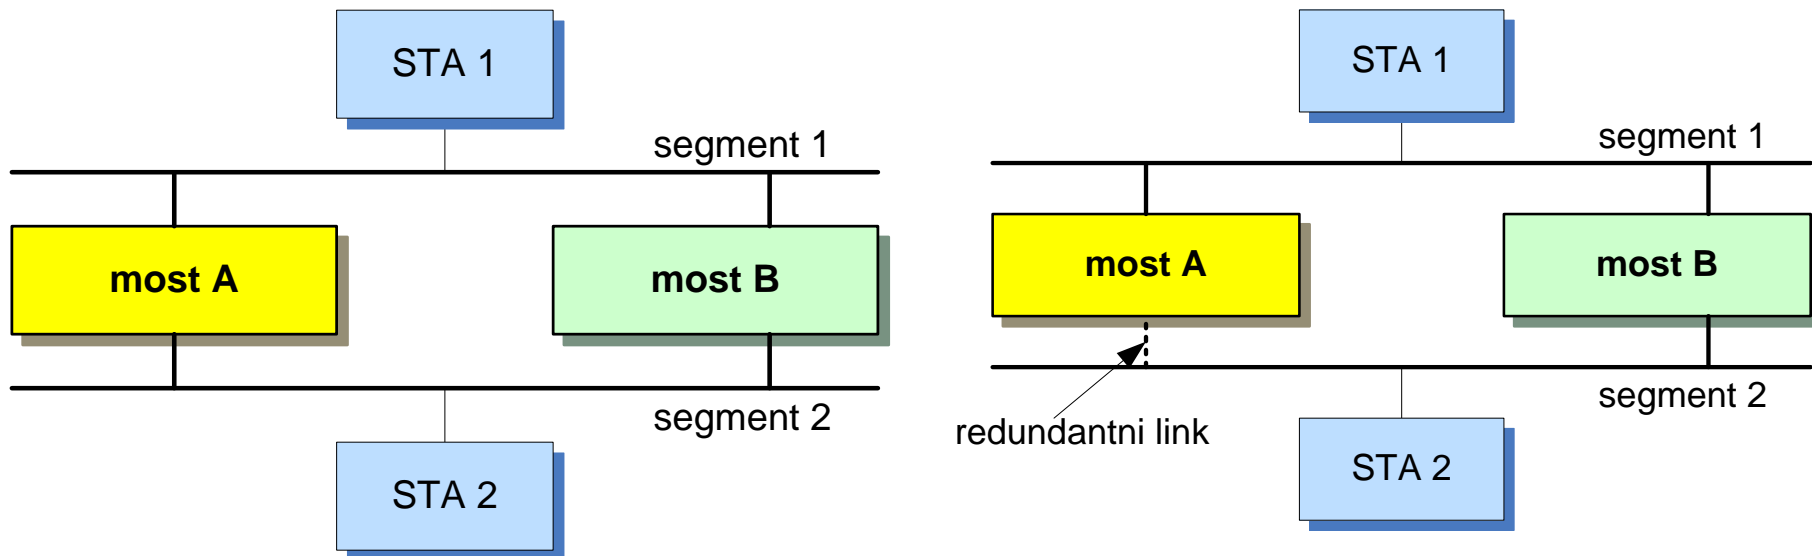 STA 1
segment 1
most A
most B
segment 2
STA 2
STA 1
segment 1
most A
most B
segment 2
redundantni link
STA 2